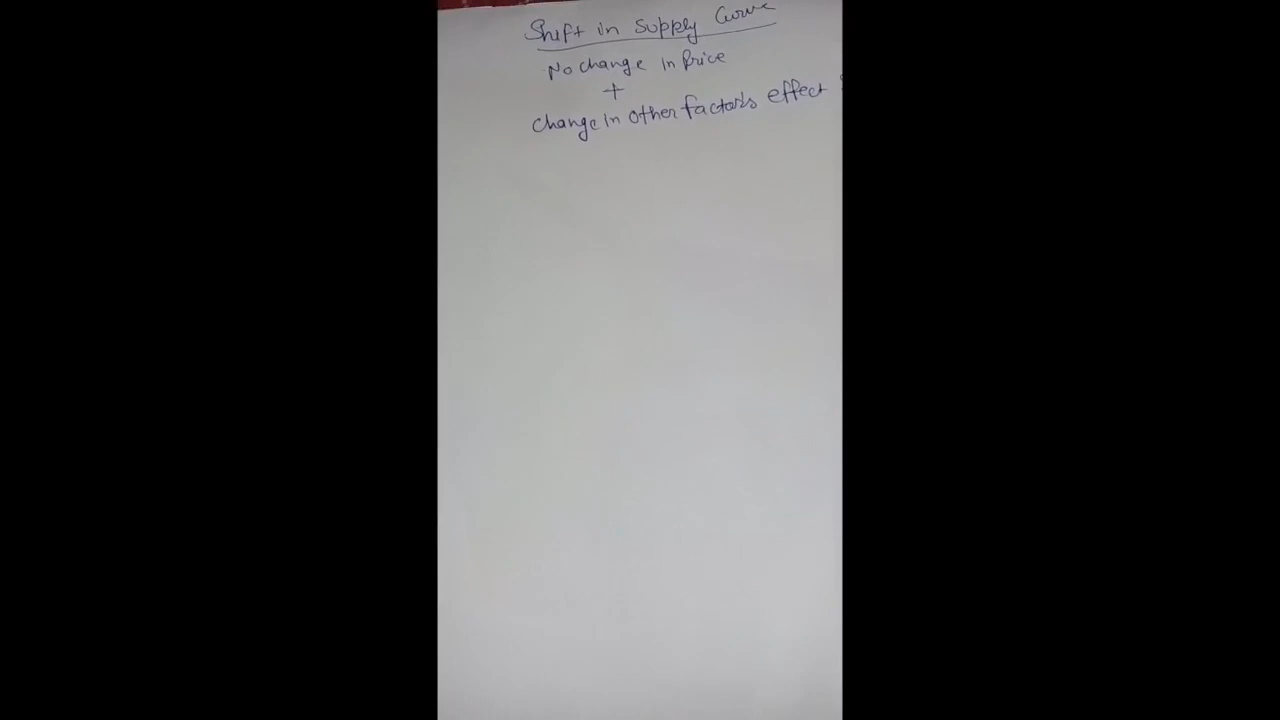 Shift in Supply Curve
No change in Price
+
change in other factor's effect